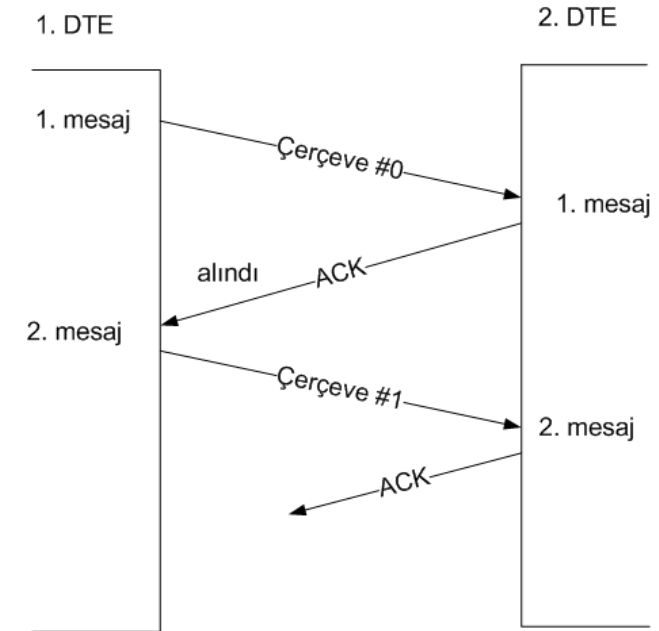 1. DTE
2. DTE
1. mesaj
Çerçeve #0
1. mesaj
alındı
ACK
2. mesaj
Çerçeve #1
2. mesaj
ACK